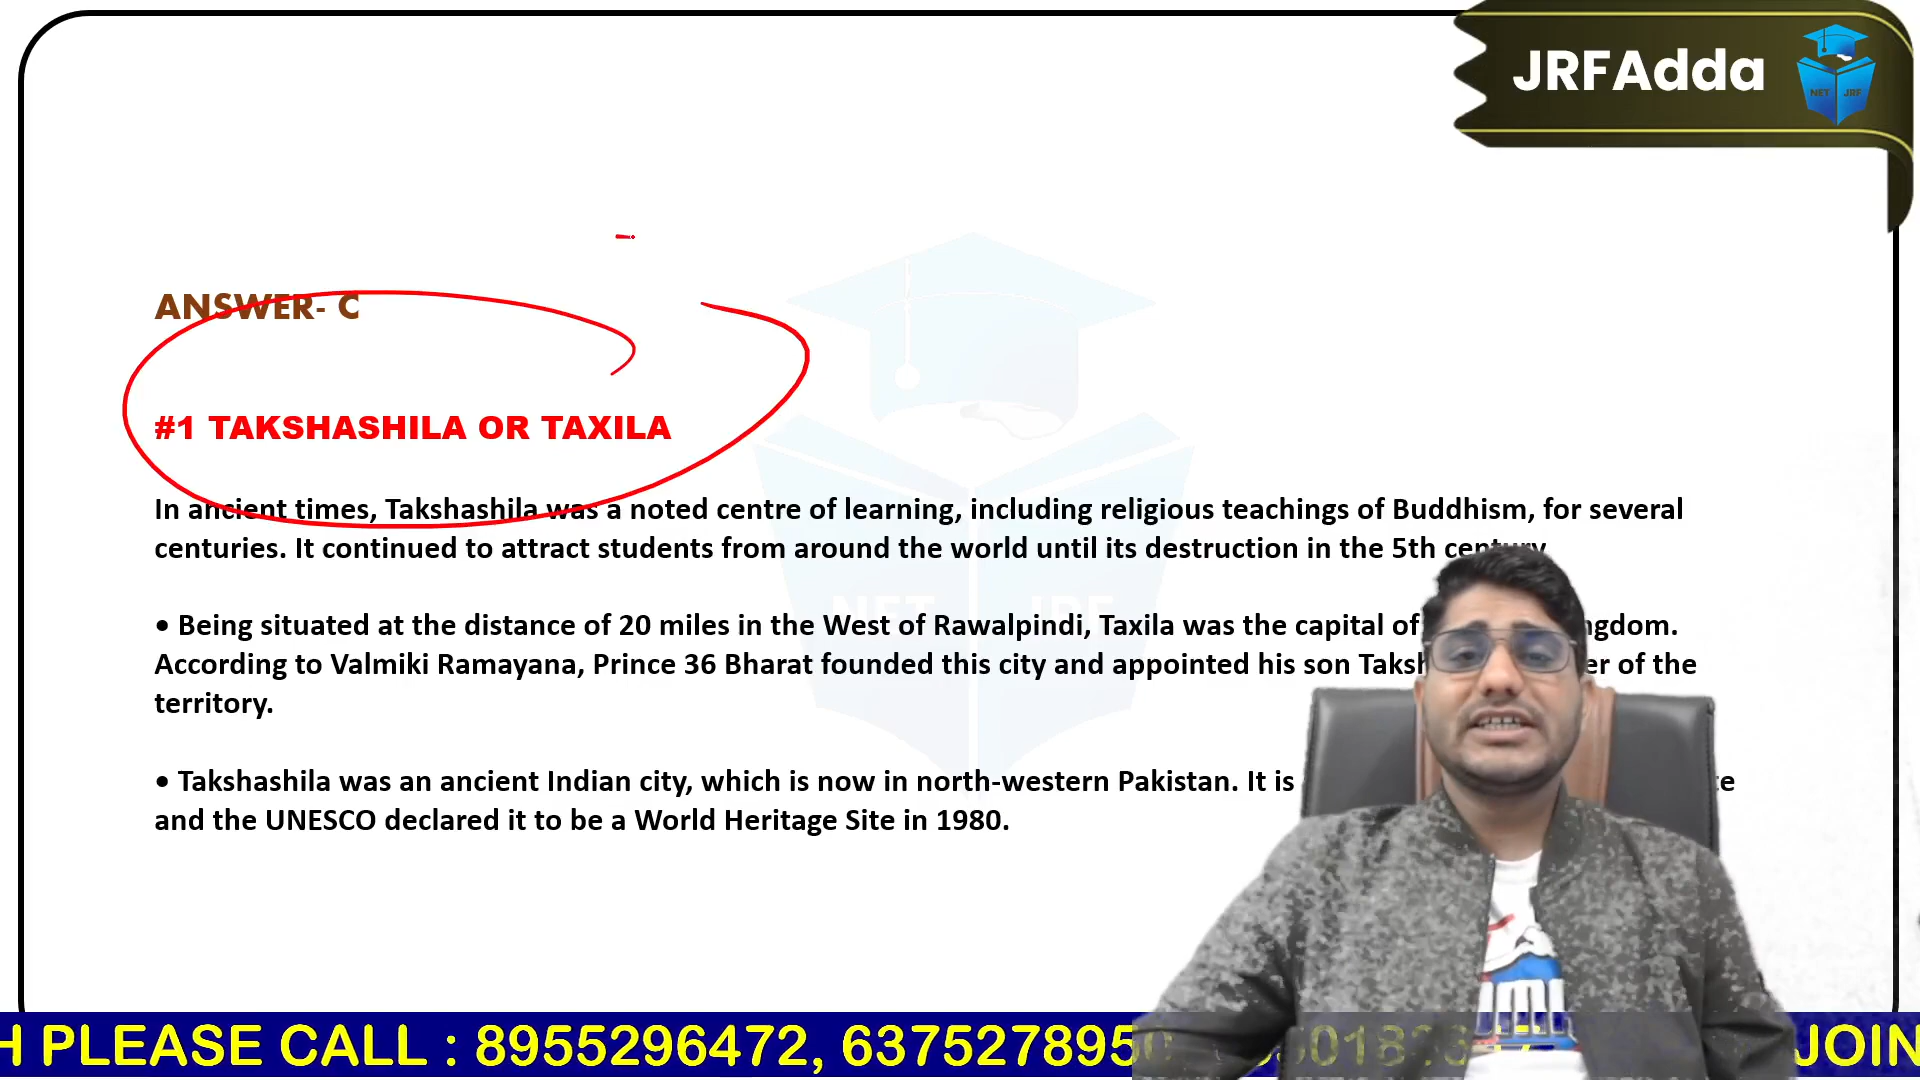 JRFAdda
NET JRF
ANSWER- C
#1 TAKSHASHILA OR TAXILA
In ancient times, Takshashila was a noted centre of learning, including religious teachings of Buddhism, for several
centuries. It continued to attract students from around the world until its destruction in the 5th century.
• Being situated at the distance of 20 miles in the West of Rawalpindi, Taxila was the capital of
According to Valmiki Ramayana, Prince 36 Bharat founded this city and appointed his son of the
territory.
• Takshashila was an ancient Indian city, which is now in north-western Pakistan. It is
and the UNESCO declared it to be a World Heritage Site in 1980.
NET JRF
H PLEASE CALL : 8955296472, 6375278950 JOIN